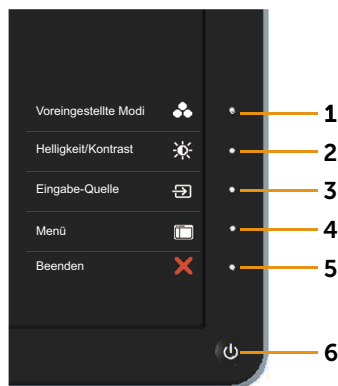 Voreingestellte Modi 1
Helligkeit/Kontrast 2
Eingabe-Quelle 3
Menü 4
Beenden 5
6